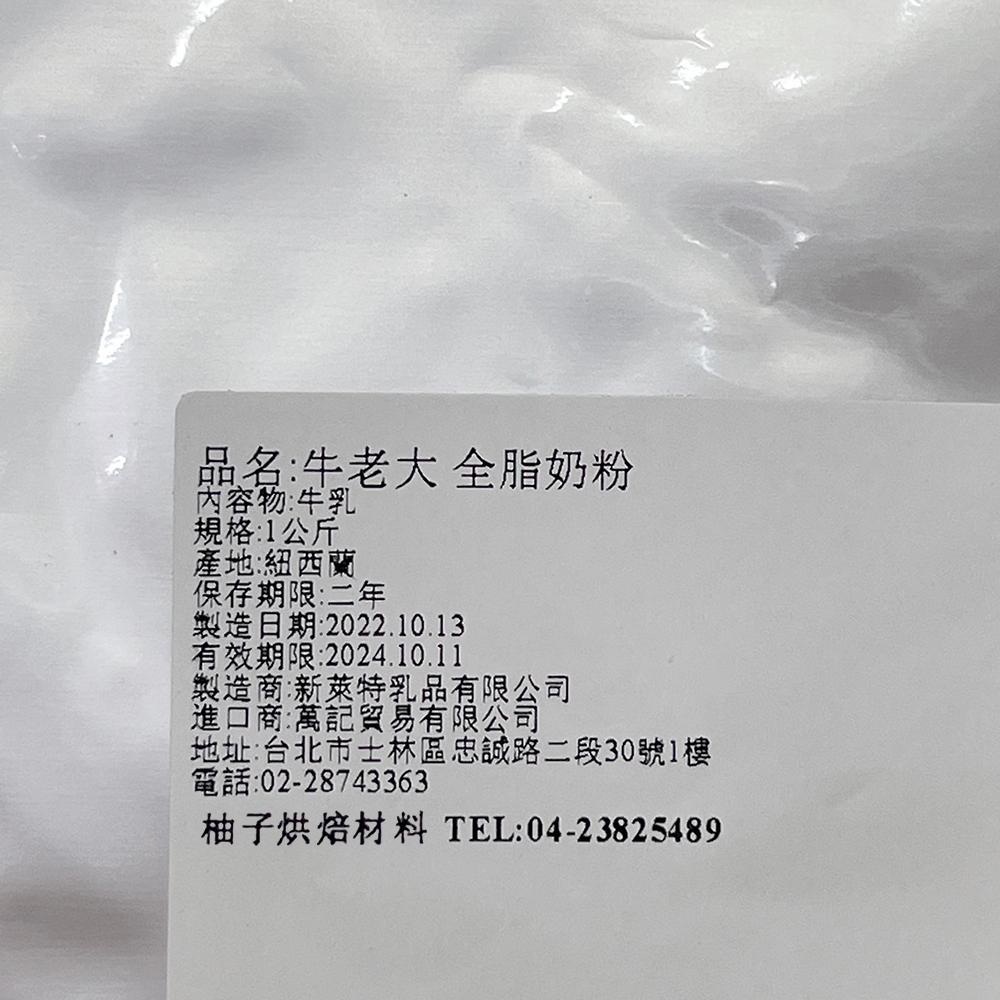 品名:牛老大 全脂奶粉
內容物:牛乳
規格:1公斤
產地:紐西蘭
保存期限:二年
製造日期:2022.10.13
有效期限:2024.10.11
製造商:新萊特乳品有限公司
進口商:萬記貿易有限公司
地址:台北市士林區忠誠路二段30號1樓
電話:02-28743363
柚子烘焙材料 TEL:04-23825489